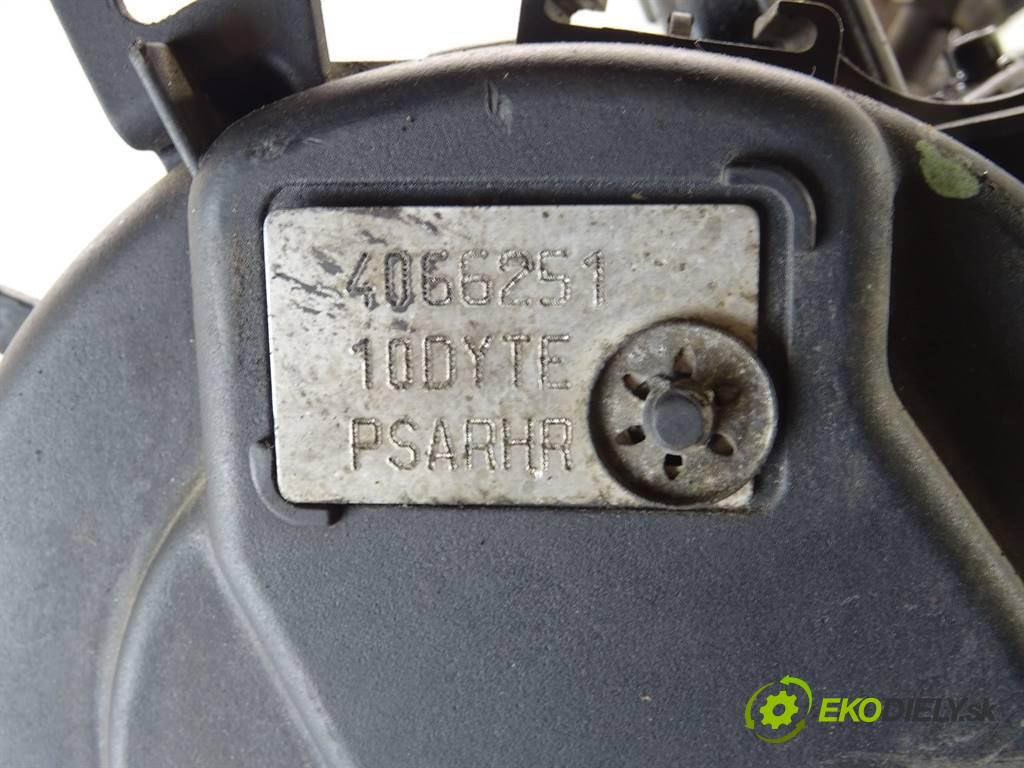 4066251
10DYTE
PSARHR
EKODIELY.sk